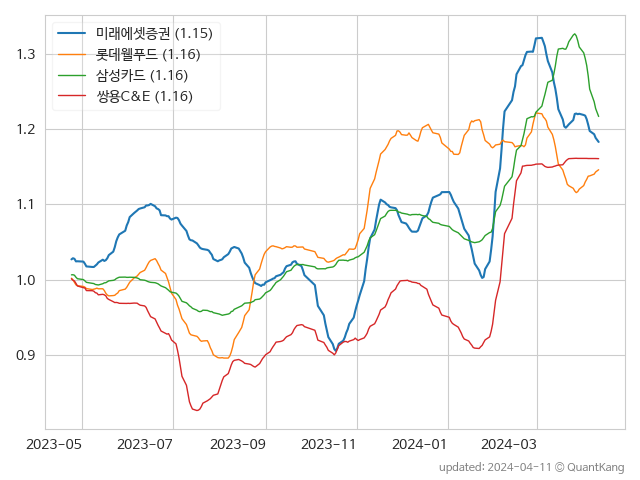 미래에셋증권 (1.15)
롯데웰푸드 (1.16)
삼성카드 (1.16)
쌍용C&E (1.16)
1.3
1.2
1.1
1.0
0.9
2023-05 2023-07 2023-09 2023-11 2024-01 2024-03
updated: 2024-04-11 © QuantKang